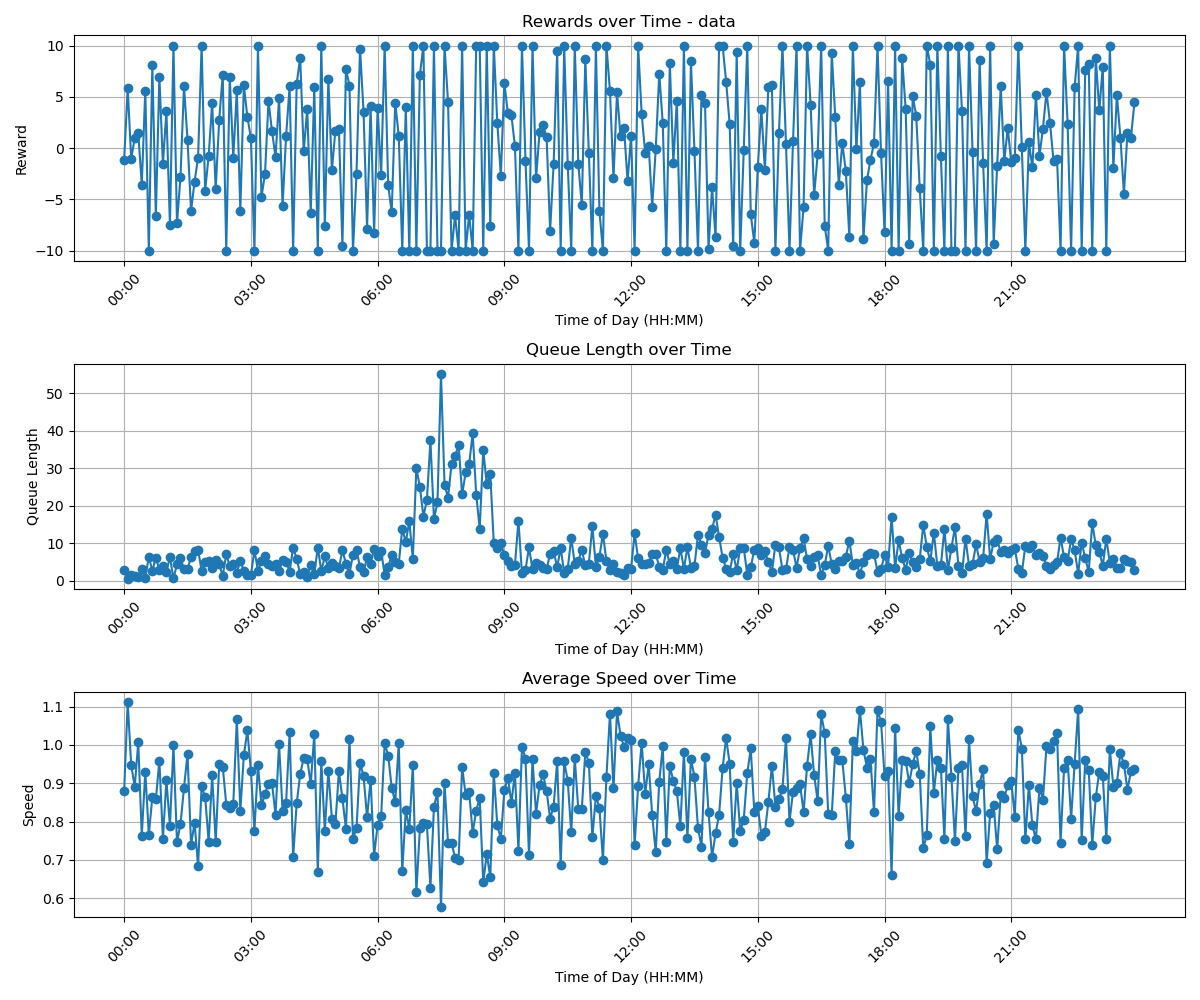 Rewards over Time - data
Reward
10
5
0
−5
−10
00:00 03:00 06:00 09:00 12:00 15:00 18:00 21:00
Time of Day (HH:MM)
Queue Length over Time
Queue Length
50
40
30
20
10
0
00:00 03:00 06:00 09:00 12:00 15:00 18:00 21:00
Time of Day (HH:MM)
Average Speed over Time
Speed
1.1
1.0
0.9
0.8
0.7
0.6
00:00 03:00 06:00 09:00 12:00 15:00 18:00 21:00
Time of Day (HH:MM)